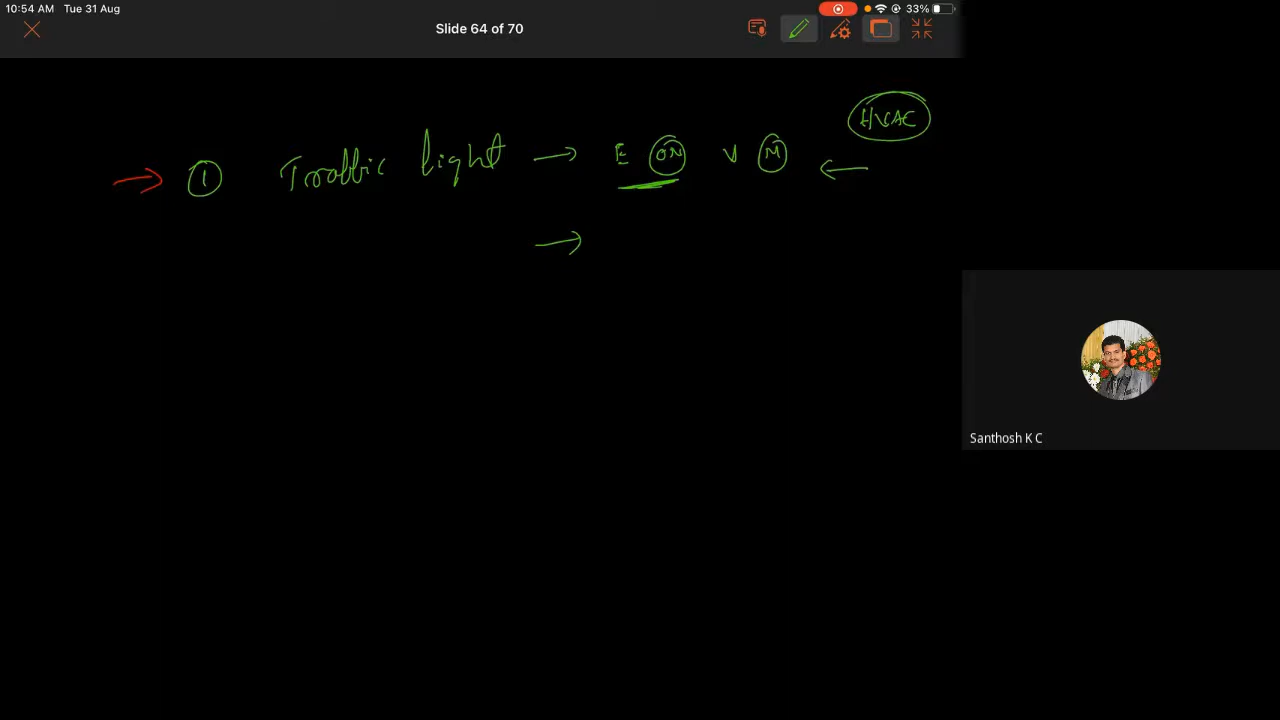 10:54 AM Tue 31 Aug
33%
Slide 64 of 70
HVAC
1 Traffic light → E ON V M ←
→
Santhosh K C